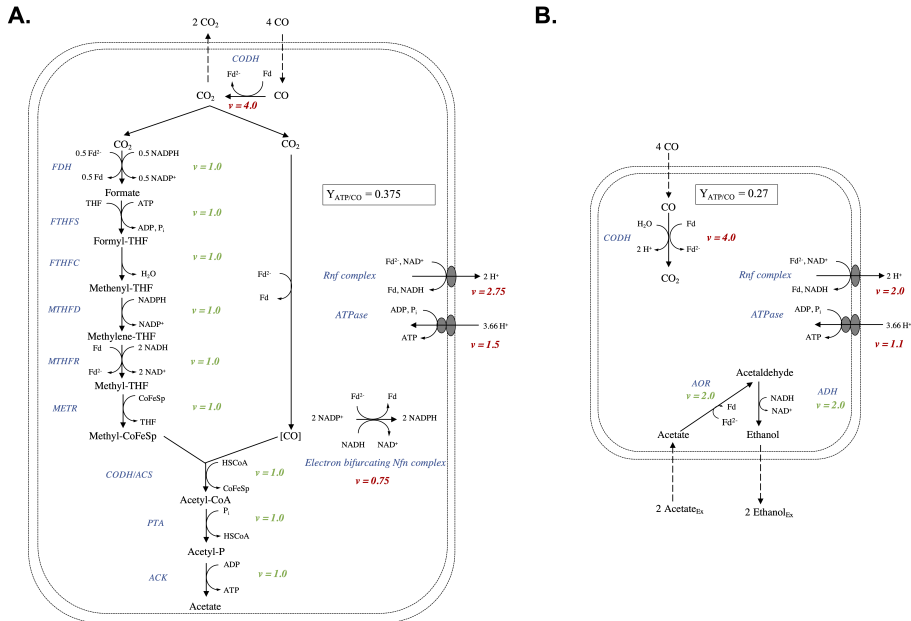 A.
2 CO₂
4 CO
CODH
Fd²⁻
Fd
CO₂
CO
v = 4.0
CO₂
CO₂
0.5 Fd²⁻
0.5 NADPH
FDH
v = 1.0
0.5 Fd
0.5 NADP⁺
Formate
THF
ATP
FTHFS
v = 1.0
ADP, Pᵢ
Formyl-THF
FTHFC
v = 1.0
H₂O
Methenyl-THF
NADPH
MTHFD
v = 1.0
NADP⁺
Methylene-THF
Fd
2 NADH
MTHFR
v = 1.0
Fd²⁻
2 NAD⁺
Methyl-THF
CoFeSp
METR
v = 1.0
THF
Methyl-CoFeSp
[CO]
Fd²⁻
Fd
HSCoA
CODH/ACS
v = 1.0
CoFeSp
Acetyl-CoA
Pᵢ
PTA
v = 1.0
HSCoA
Acetyl-P
ADP
ACK
v = 1.0
ATP
Acetate
Y_ATP/CO = 0.375
Fd²⁻, NAD⁺
Rnf complex
2 H⁺
Fd, NADH
v = 2.75
ADP, Pᵢ
ATPase
3.66 H⁺
ATP
v = 1.5
Fd²⁻
Fd
2 NADP⁺
2 NADPH
NADH
NAD⁺
Electron bifurcating Nfn complex
v = 0.75
B.
4 CO
Y_ATP/CO = 0.27
CO
H₂O
Fd
CODH
v = 4.0
2 H⁺
Fd²⁻
CO₂
Fd²⁻, NAD⁺
Rnf complex
2 H⁺
Fd, NADH
v = 2.0
ADP, Pᵢ
ATPase
3.66 H⁺
ATP
v = 1.1
Acetaldehyde
AOR
v = 2.0
Fd
Fd²⁻
NADH
NAD⁺
ADH
v = 2.0
Acetate
Ethanol
2 Acetate_Ex
2 Ethanol_Ex